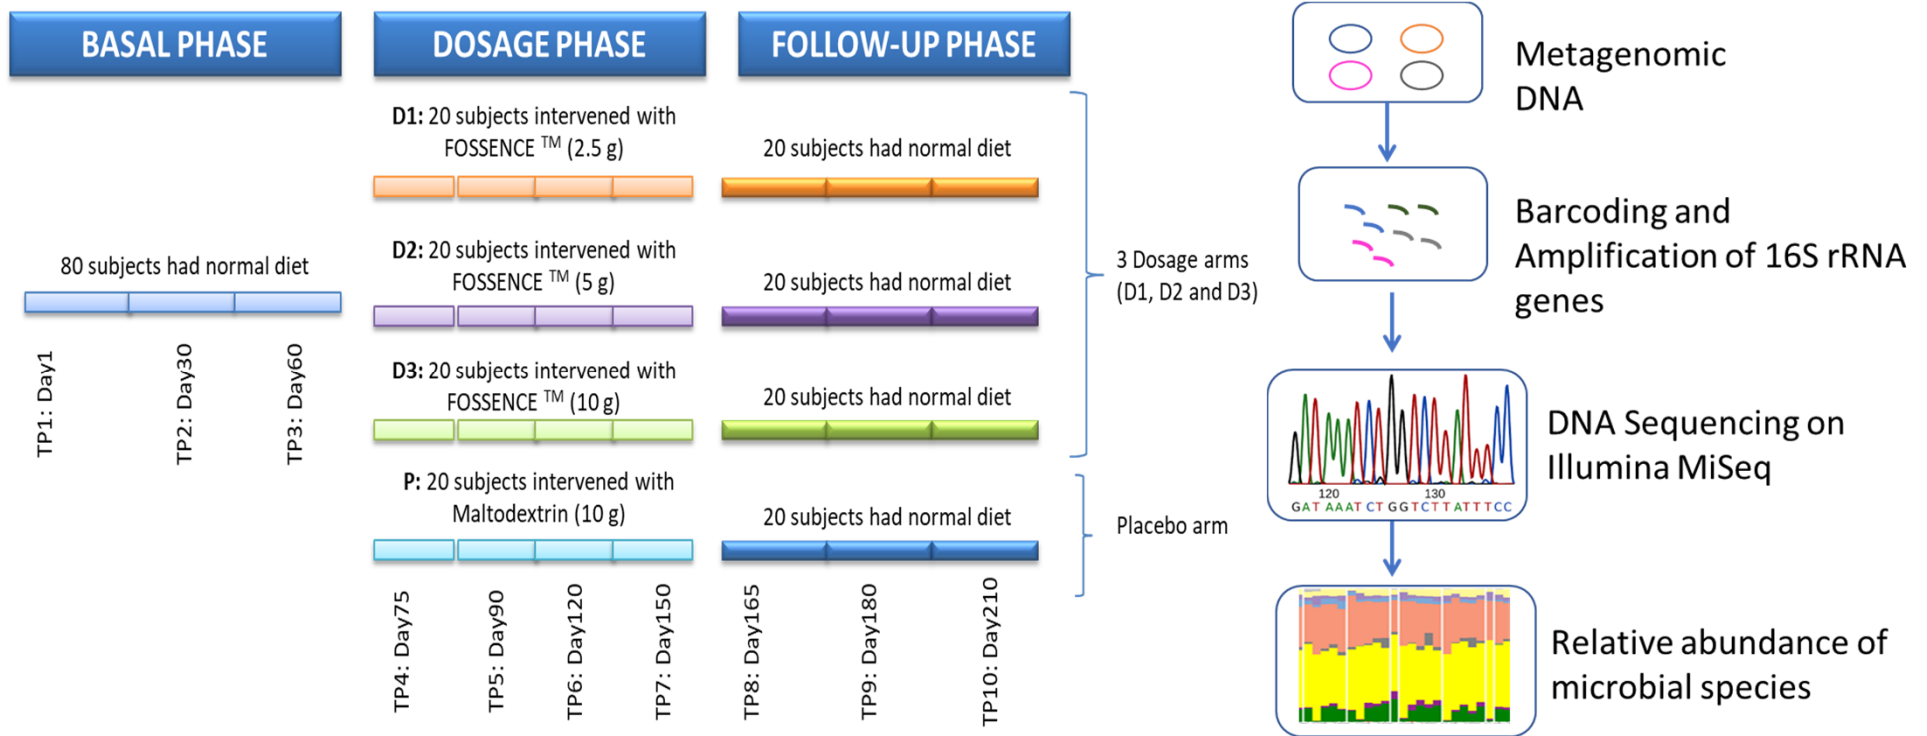 BASAL PHASE
DOSAGE PHASE
FOLLOW-UP PHASE
80 subjects had normal diet
TP1: Day1
TP2: Day30
TP3: Day60
D1: 20 subjects intervened with
FOSSENCE TM (2.5 g)
D2: 20 subjects intervened with
FOSSENCE TM (5 g)
D3: 20 subjects intervened with
FOSSENCE TM (10 g)
P: 20 subjects intervened with
Maltodextrin (10 g)
TP4: Day75
TP5: Day90
TP6: Day120
TP7: Day150
20 subjects had normal diet
20 subjects had normal diet
20 subjects had normal diet
20 subjects had normal diet
TP8: Day165
TP9: Day180
TP10: Day210
3 Dosage arms
(D1, D2 and D3)
Placebo arm
Metagenomic
DNA
Barcoding and
Amplification of 16S rRNA
genes
120 130
GATAAATCTGGTCTTATTTCC
DNA Sequencing on
Illumina MiSeq
Relative abundance of
microbial species